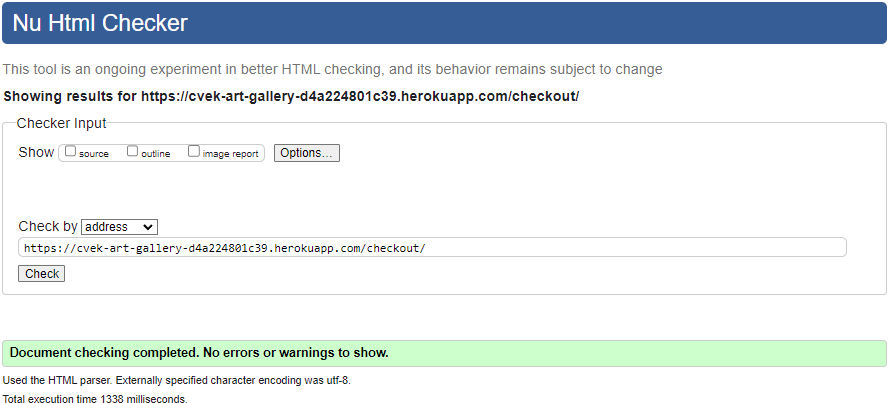 Nu Html Checker
This tool is an ongoing experiment in better HTML checking, and its behavior remains subject to change
Showing results for https://cvek-art-gallery-d4a224801c39.herokuapp.com/checkout/
Checker Input
Show source outline image report Options...
Check by address
https://cvek-art-gallery-d4a224801c39.herokuapp.com/checkout/
Check
Document checking completed. No errors or warnings to show.
Used the HTML parser. Externally specified character encoding was utf-8.
Total execution time 1338 milliseconds.